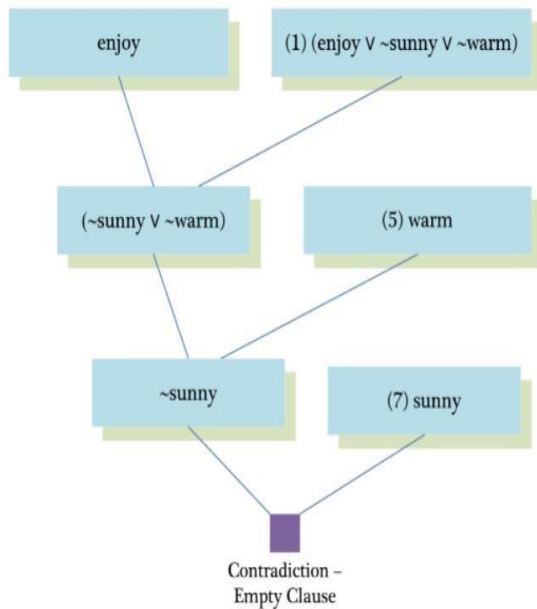 enjoy
(1) (enjoy V ~sunny V ~warm)
(~sunny V ~warm)
(5) warm
~sunny
(7) sunny
Contradiction –
Empty Clause